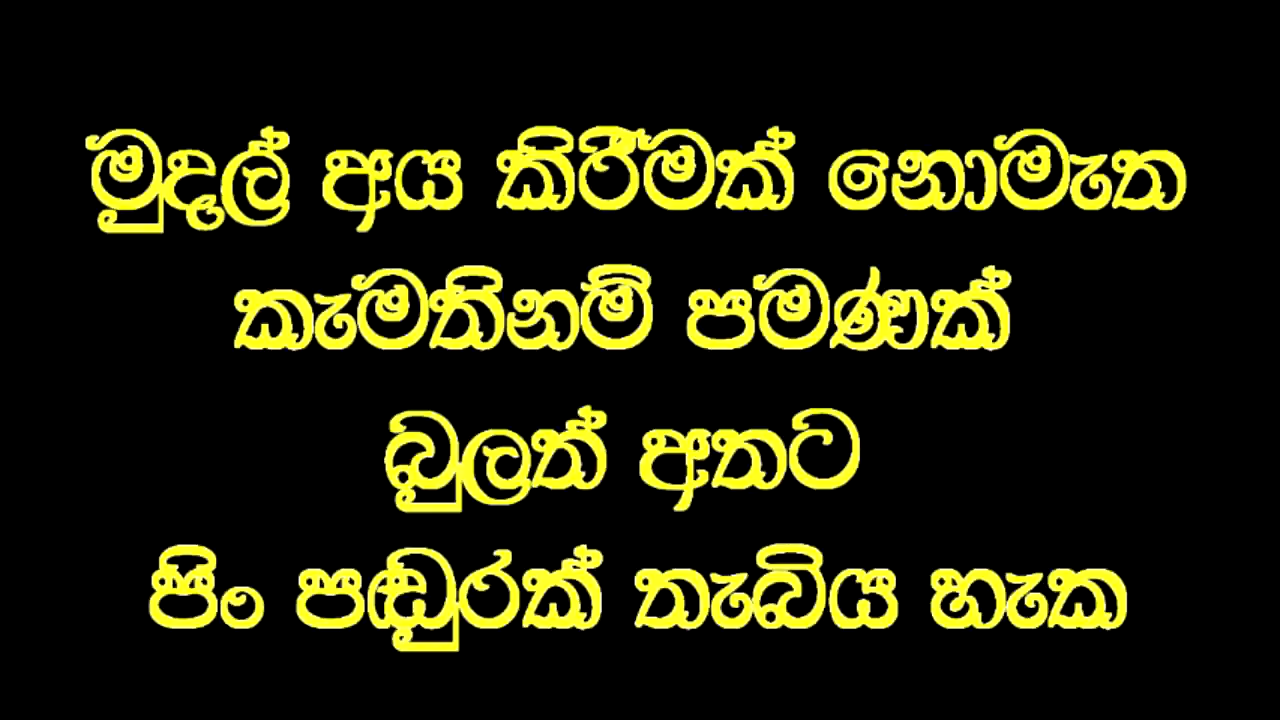 මුදල් අය කිරීමක් නොමැත
කැමතිනම් පමණක්
බුලත් අතට
පිං පඬුරක් තැබිය හැක